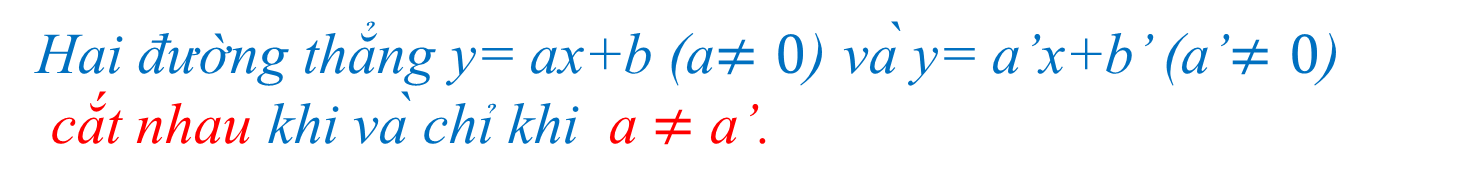 Hai đường thẳng y= ax+b (a≠ 0) và y= a’x+b’ (a’≠ 0)
cắt nhau khi và chỉ khi a ≠ a’.